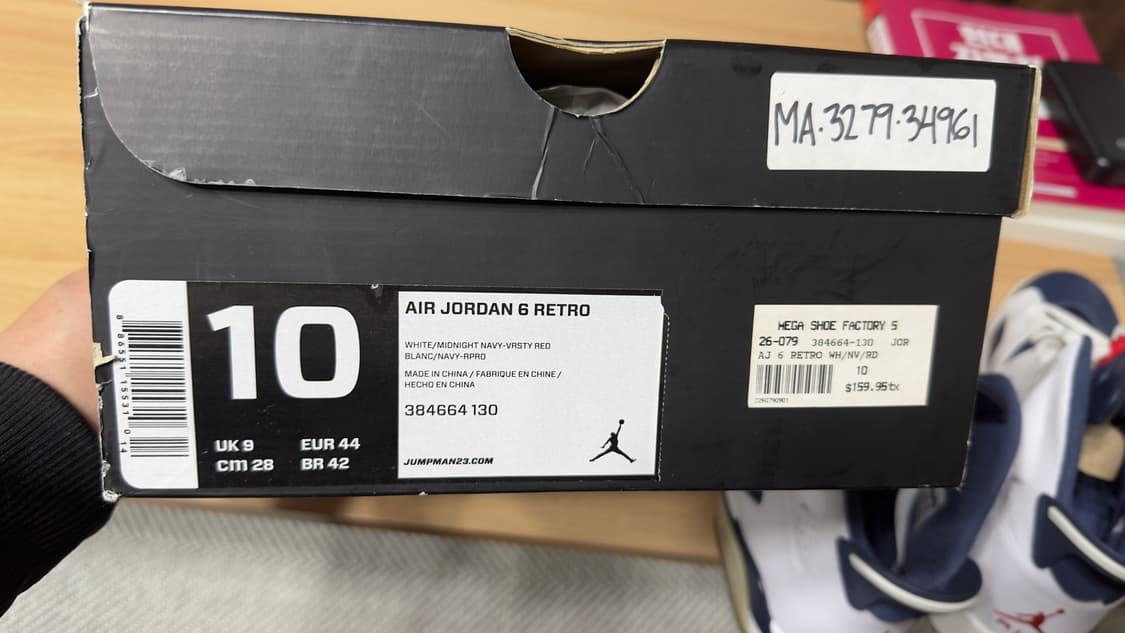 MA.3279.34961
10
UK 9 EUR 44
cm 28 BR 42
AIR JORDAN 6 RETRO
WHITE/MIDNIGHT NAVY-VRSTY RED
BLANC/NAVY-RPRO
MADE IN CHINA / FABRIQUE EN CHINE /
HECHO EN CHINA
384664 130
JUMPMAN23.COM
MEGA SHOE FACTORY 5
26-079 384664-130 JOR
AJ 6 RETRO WH/NV/RD
10
$159.95tx